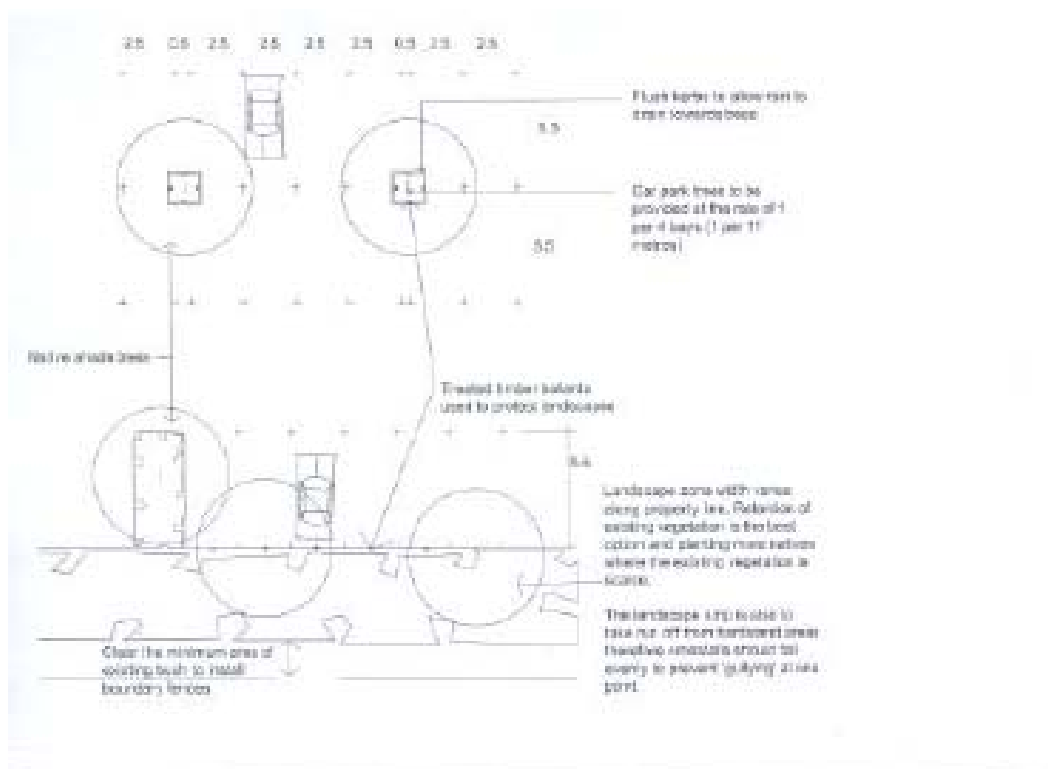 2.5 0.5 2.5 2.5 2.5 2.5 0.5 2.5 2.5
Flush kerbs to allow rain to
drain towards trees
5.5
Car park trees to be
provided at the rate of 1
per 4 bays (1 per 11
metres)
5.5
Native shade trees
Treated timber bollards
used to protect landscapes
5.5
Landscape zone width varies
along property line. Retention of
existing vegetation is the best
option and planting more natives
where the existing vegetation is
scarce.
The landscape strip is also to
take run off from hardstand areas
therefore should fall
evenly to prevent 'gullying' at one
point.
Clear the minimum area of
existing bush to install
boundary fences